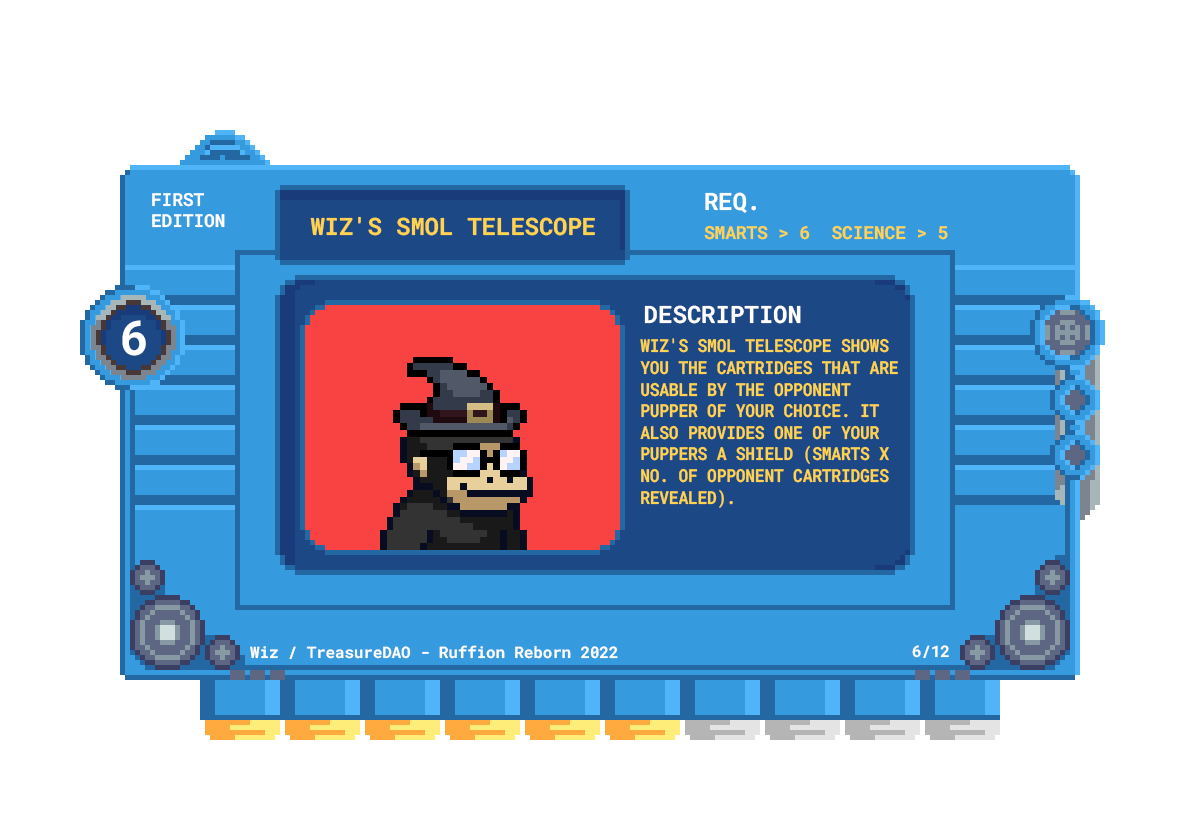 FIRST
EDITION
WIZ'S SMOL TELESCOPE
REQ.
SMARTS > 6  SCIENCE > 5
6
DESCRIPTION
WIZ'S SMOL TELESCOPE SHOWS
YOU THE CARTRIDGES THAT ARE
USABLE BY THE OPPONENT
PUPPER OF YOUR CHOICE. IT
ALSO PROVIDES ONE OF YOUR
PUPPERS A SHIELD (SMARTS X
NO. OF OPPONENT CARTRIDGES
REVEALED).
Wiz / TreasureDAO - Ruffion Reborn 2022
6/12